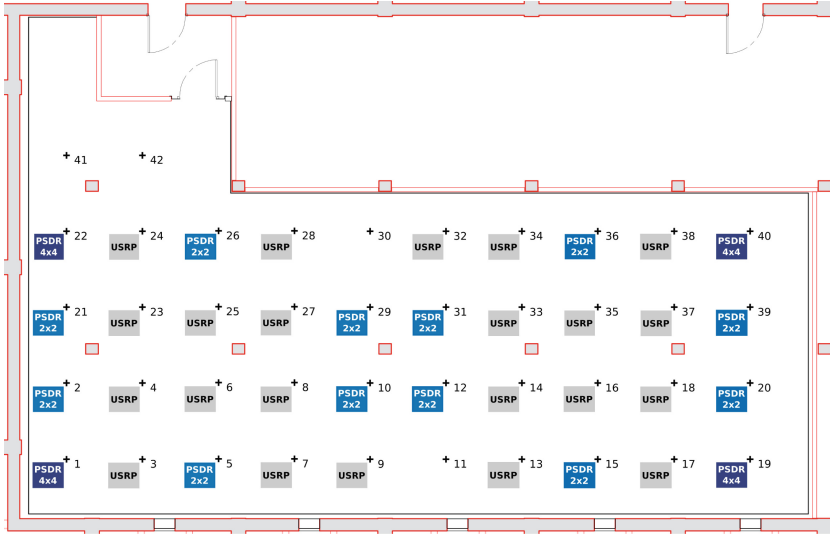 41 42
PSDR 4x4 22 USRP 24 PSDR 2x2 26 USRP 28 30 USRP 32 USRP 34 PSDR 2x2 36 USRP 38 PSDR 4x4 40
PSDR 2x2 21 USRP 23 USRP 25 USRP 27 PSDR 2x2 29 PSDR 2x2 31 USRP 33 USRP 35 USRP 37 PSDR 2x2 39
PSDR 2x2 2 USRP 4 USRP 6 USRP 8 PSDR 2x2 10 PSDR 2x2 12 USRP 14 USRP 16 USRP 18 PSDR 2x2 20
PSDR 4x4 1 USRP 3 PSDR 2x2 5 USRP 7 USRP 9 11 USRP 13 PSDR 2x2 15 USRP 17 PSDR 4x4 19